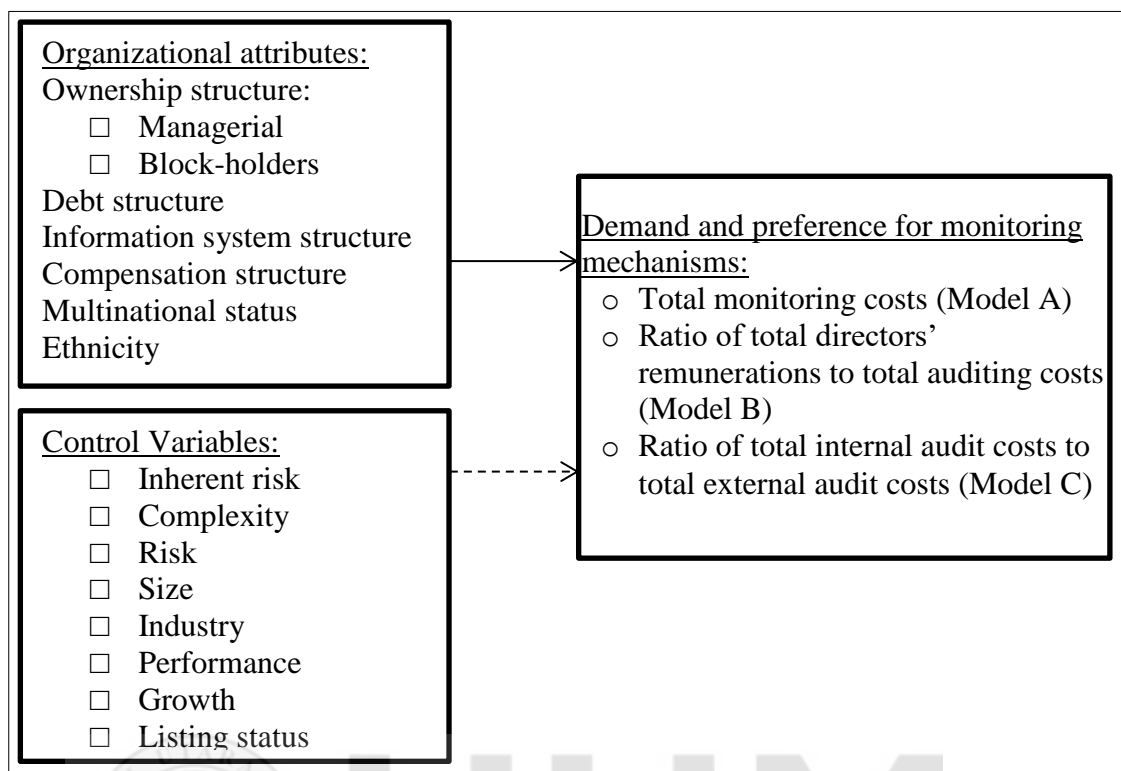 Organizational attributes:
Ownership structure:
□ Managerial
□ Block-holders
Debt structure
Information system structure
Compensation structure
Multinational status
Ethnicity
Control Variables:
□ Inherent risk
□ Complexity
□ Risk
□ Size
□ Industry
□ Performance
□ Growth
□ Listing status
Demand and preference for monitoring
mechanisms:
o Total monitoring costs (Model A)
o Ratio of total directors’
remunerations to total auditing costs
(Model B)
o Ratio of total internal audit costs to
total external audit costs (Model C)